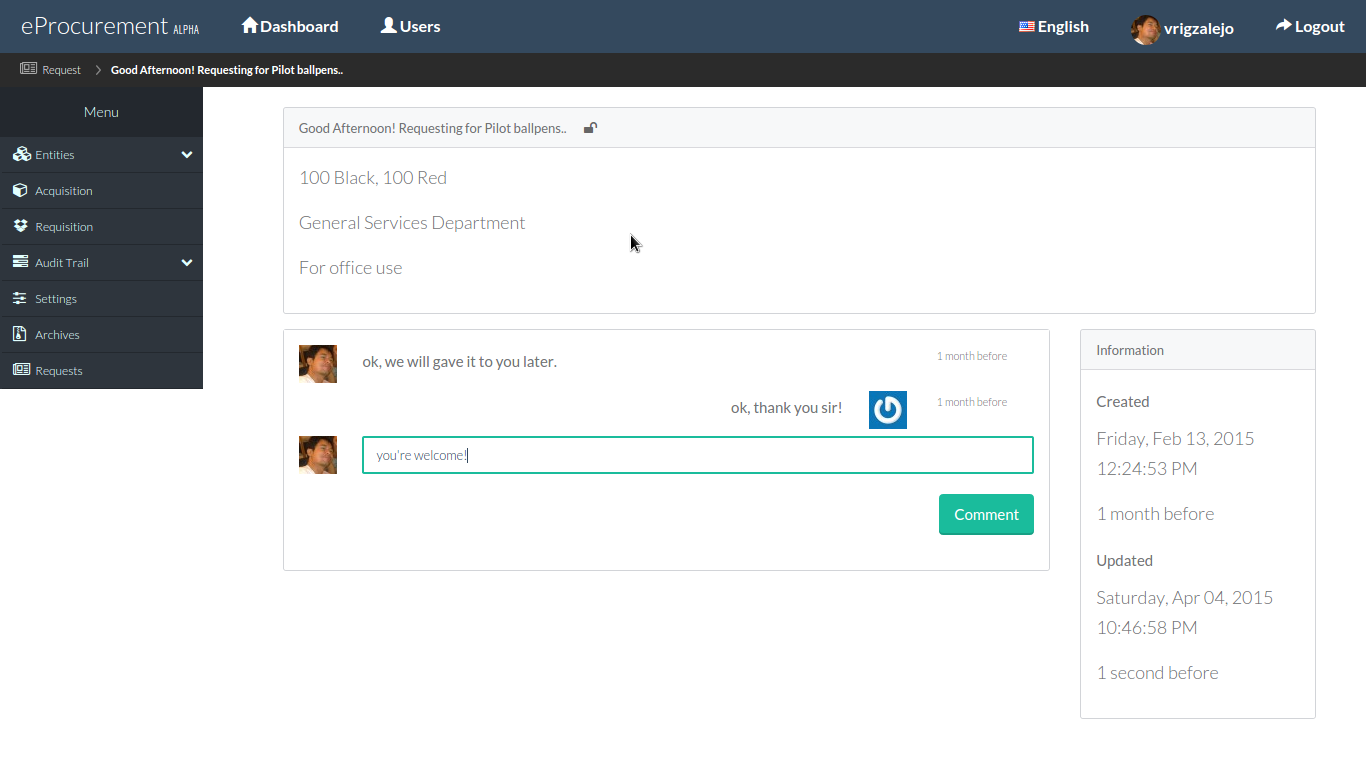 eProcurement ALPHA Dashboard Users English vrigzalejo Logout
Request Good Afternoon! Requesting for Pilot ballpens..
Menu
Entities
Acquisition
Requisition
Audit Trail
Settings
Archives
Requests
Good Afternoon! Requesting for Pilot ballpens..
100 Black, 100 Red
General Services Department
For office use
ok, we will gave it to you later. 1 month before
ok, thank you sir! 1 month before
you're welcome!
Comment
Information
Created
Friday, Feb 13, 2015
12:24:53 PM
1 month before
Updated
Saturday, Apr 04, 2015
10:46:58 PM
1 second before